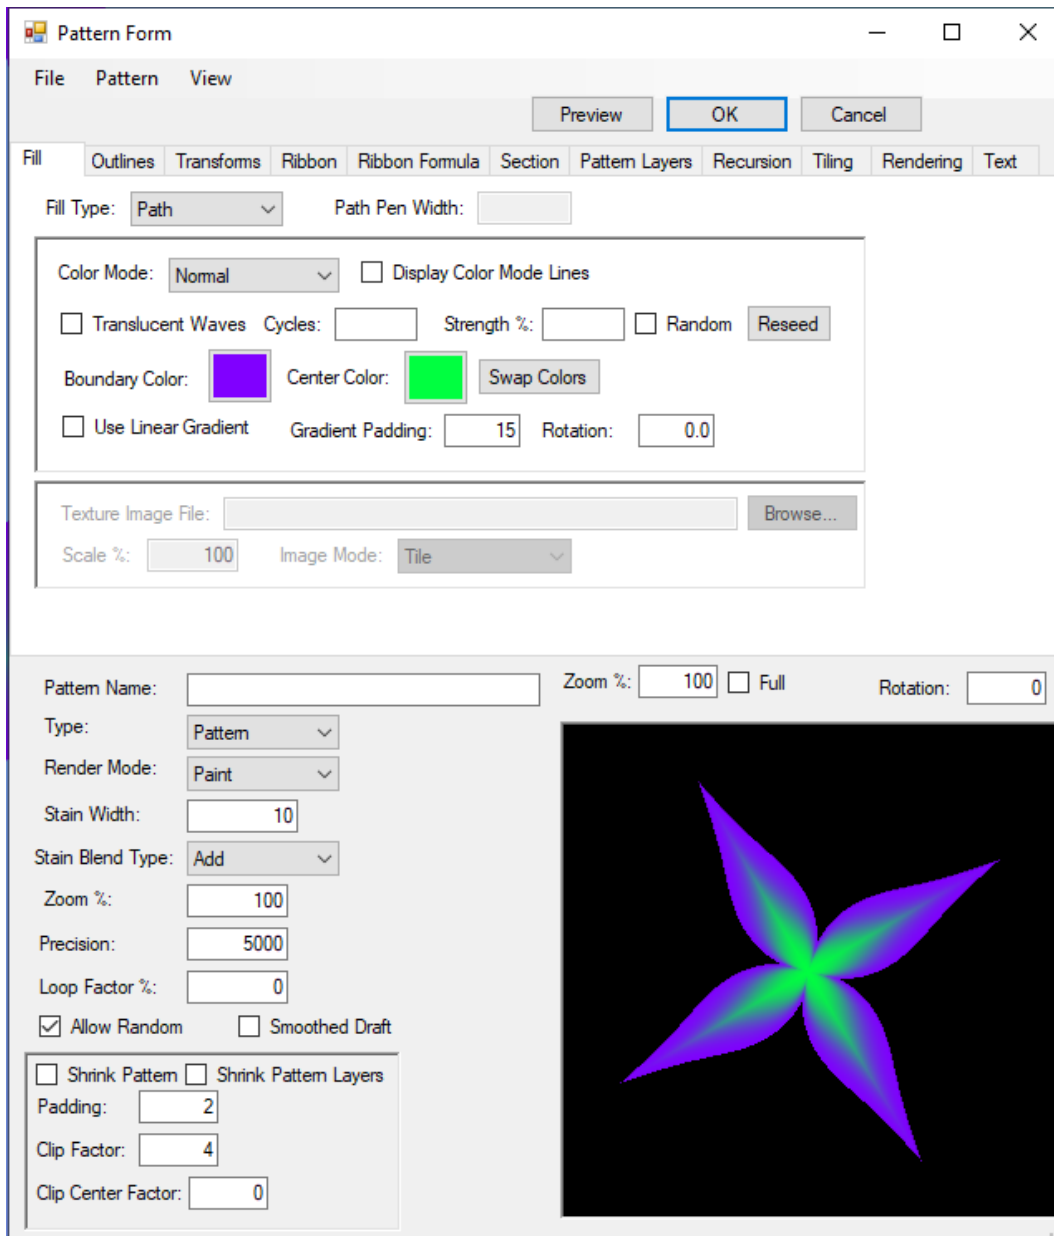 Pattern Form
File Pattern View
Preview OK Cancel
Fill Outlines Transforms Ribbon Ribbon Formula Section Pattern Layers Recursion Tiling Rendering Text
Fill Type: Path Path Pen Width:
Color Mode: Normal Display Color Mode Lines
Translucent Waves Cycles: Strength %: Random Reseed
Boundary Color: Center Color: Swap Colors
Use Linear Gradient Gradient Padding: 15 Rotation: 0.0
Texture Image File: Browse...
Scale %: 100 Image Mode: Tile
Pattern Name: Zoom %: 100 Full Rotation: 0
Type: Pattern
Render Mode: Paint
Stain Width: 10
Stain Blend Type: Add
Zoom %: 100
Precision: 5000
Loop Factor %: 0
Allow Random Smoothed Draft
Shrink Pattern Shrink Pattern Layers
Padding: 2
Clip Factor: 4
Clip Center Factor: 0